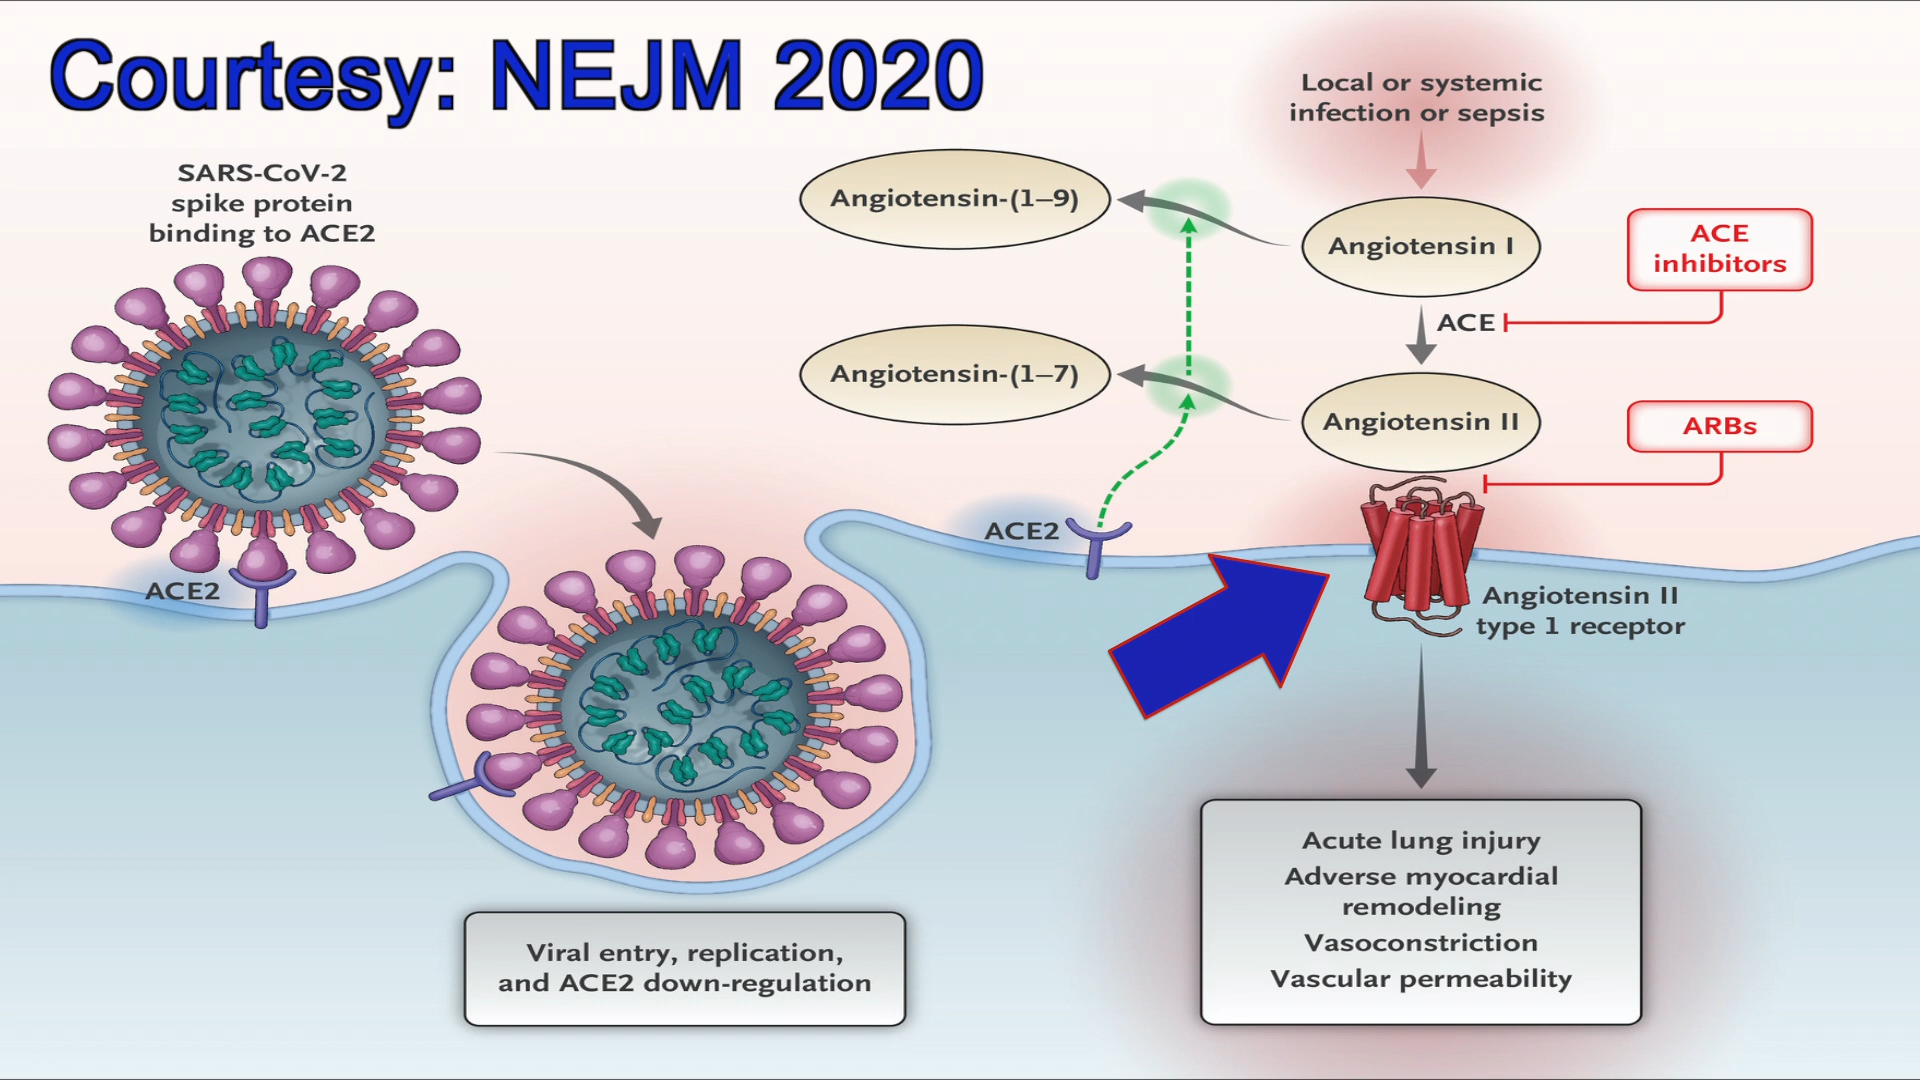 Courtesy: NEJM 2020
SARS-CoV-2
spike protein
binding to ACE2
ACE2
Viral entry, replication,
and ACE2 down-regulation
Local or systemic
infection or sepsis
Angiotensin-(1–9)
Angiotensin I
ACE
inhibitors
ACE
Angiotensin-(1–7)
Angiotensin II
ARBs
ACE2
Angiotensin II
type 1 receptor
Acute lung injury
Adverse myocardial
remodeling
Vasoconstriction
Vascular permeability